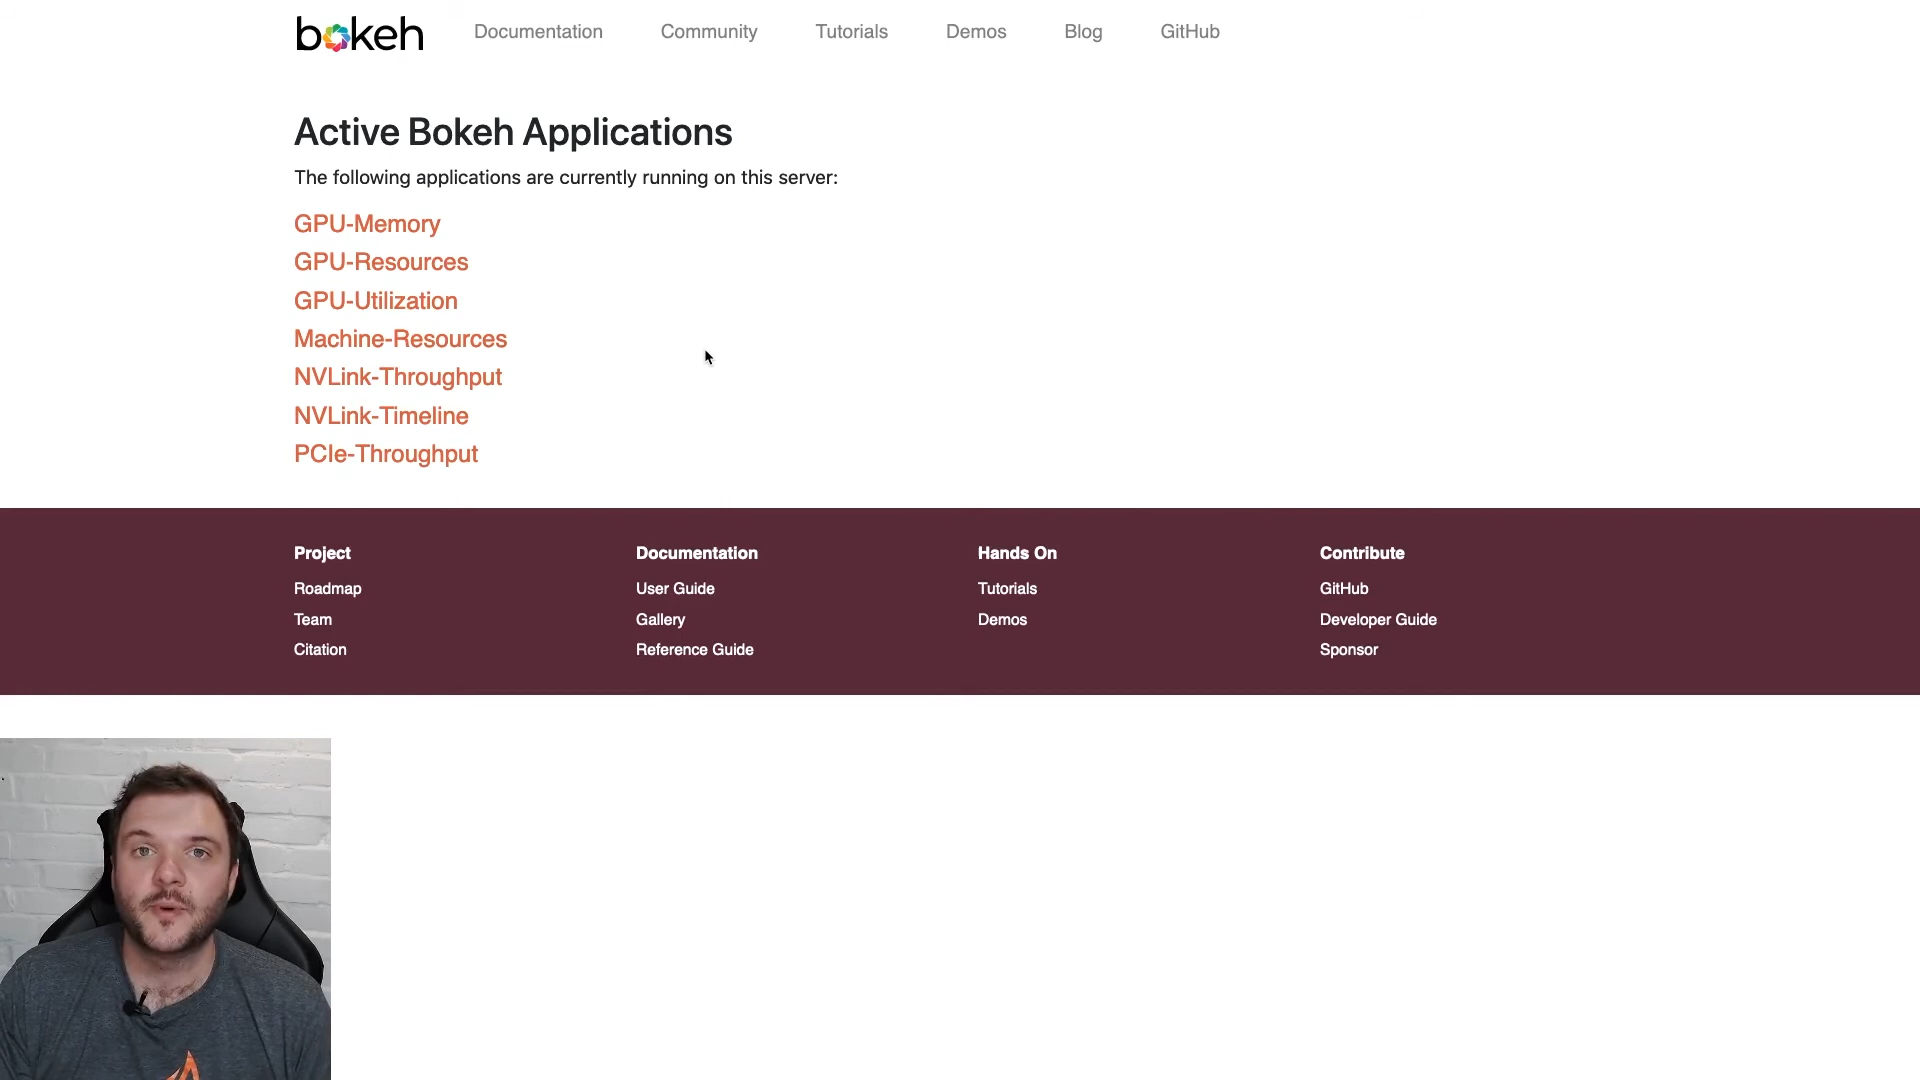 bokeh
Documentation
Community
Tutorials
Demos
Blog
GitHub
Active Bokeh Applications
The following applications are currently running on this server:
GPU-Memory
GPU-Resources
GPU-Utilization
Machine-Resources
NVLink-Throughput
NVLink-Timeline
PCIe-Throughput
Project
Roadmap
Team
Citation
Documentation
User Guide
Gallery
Reference Guide
Hands On
Tutorials
Demos
Contribute
GitHub
Developer Guide
Sponsor